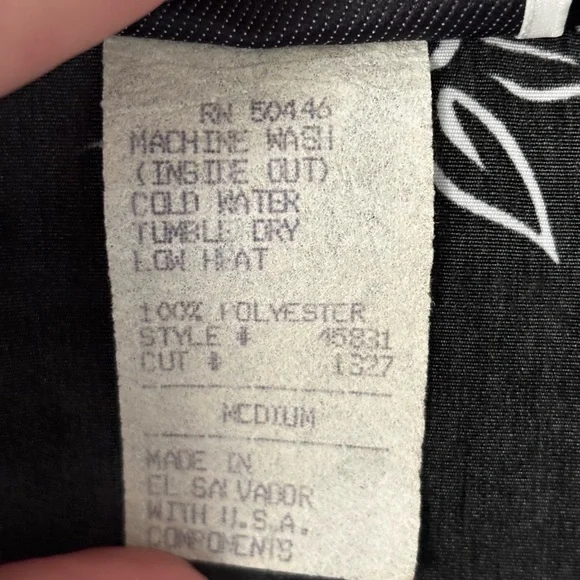 RN 50446
MACHINE WASH
(INSIDE OUT)
COLD WATER
TUMBLE DRY
LOW HEAT
100% POLYESTER
STYLE # 45831
CUT # 1327
MEDIUM
MADE IN
EL SALVADOR
WITH U.S.A.
COMPONENTS